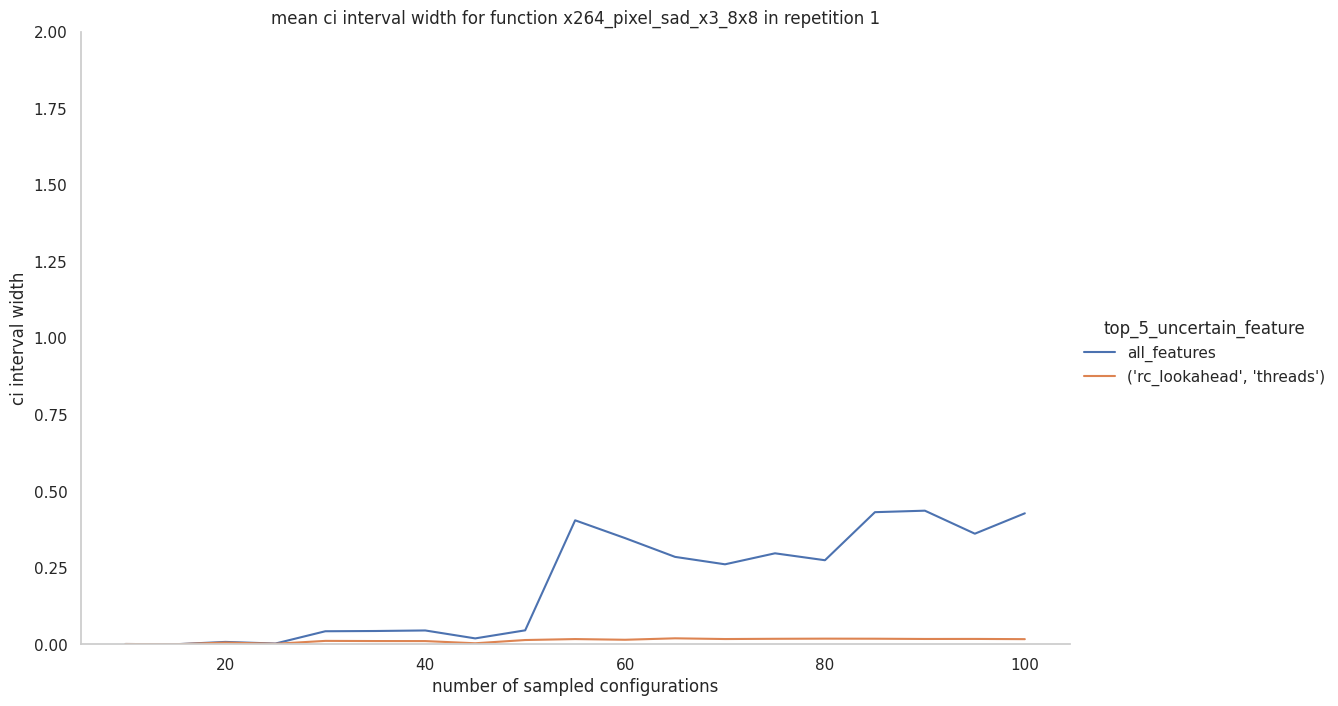 mean ci interval width for function x264_pixel_sad_x3_8x8 in repetition 1
2.00
1.75
1.50
1.25
1.00
0.75
0.50
0.25
0.00
ci interval width
20
40
60
80
100
number of sampled configurations
top_5_uncertain_feature
all_features
('rc_lookahead', 'threads')